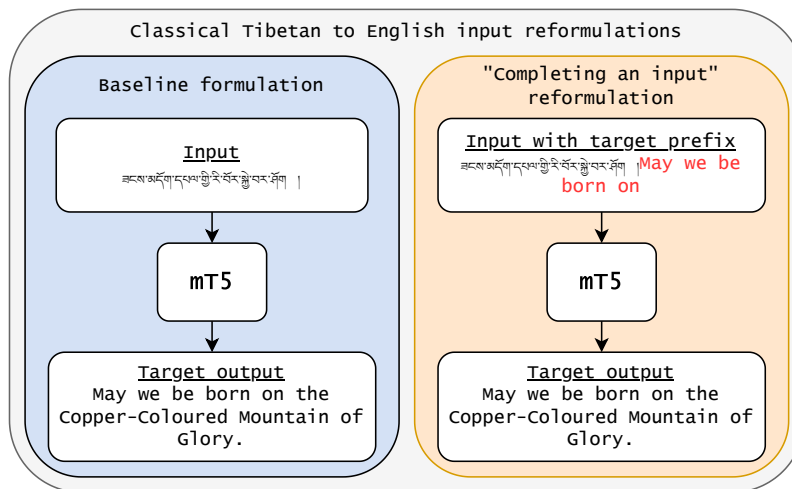 Classical Tibetan to English input reformulations
Baseline formulation
Input
ཟངས་མདོག་དཔལ་གྱི་རི་བོར་སྐྱེ་བར་ཤོག །
mT5
Target output
May we be born on the
Copper-Coloured Mountain of
Glory.
"Completing an input"
reformulation
Input with target prefix
ཟངས་མདོག་དཔལ་གྱི་རི་བོར་སྐྱེ་བར་ཤོག །May we be
born on
mT5
Target output
May we be born on the
Copper-Coloured Mountain of
Glory.